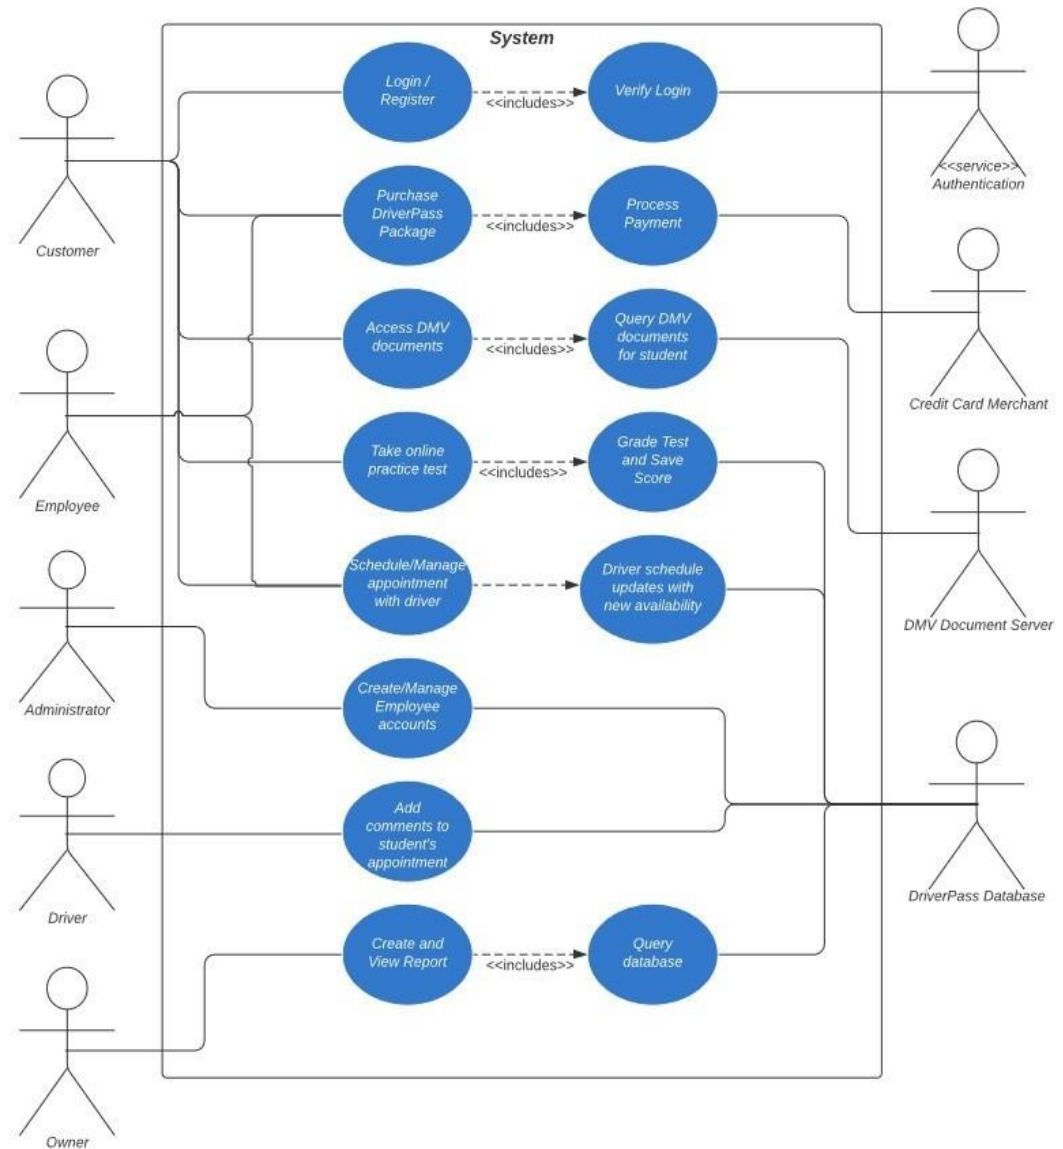 System
Login /
Register
<<includes>>
Verify Login
<<service>>
Authentication
Customer
Purchase
DriverPass
Package
<<includes>>
Process
Payment
Credit Card Merchant
Access DMV
documents
<<includes>>
Query DMV
documents
for student
Employee
Take online
practice test
<<includes>>
Grade Test
and Save
Score
Schedule/Manage
appointment
with driver
Driver schedule
updates with
new availability
DMV Document Server
Administrator
Create/Manage
Employee
accounts
Driver
Add
comments to
student's
appointment
DriverPass Database
Create and
View Report
<<includes>>
Query
database
Owner